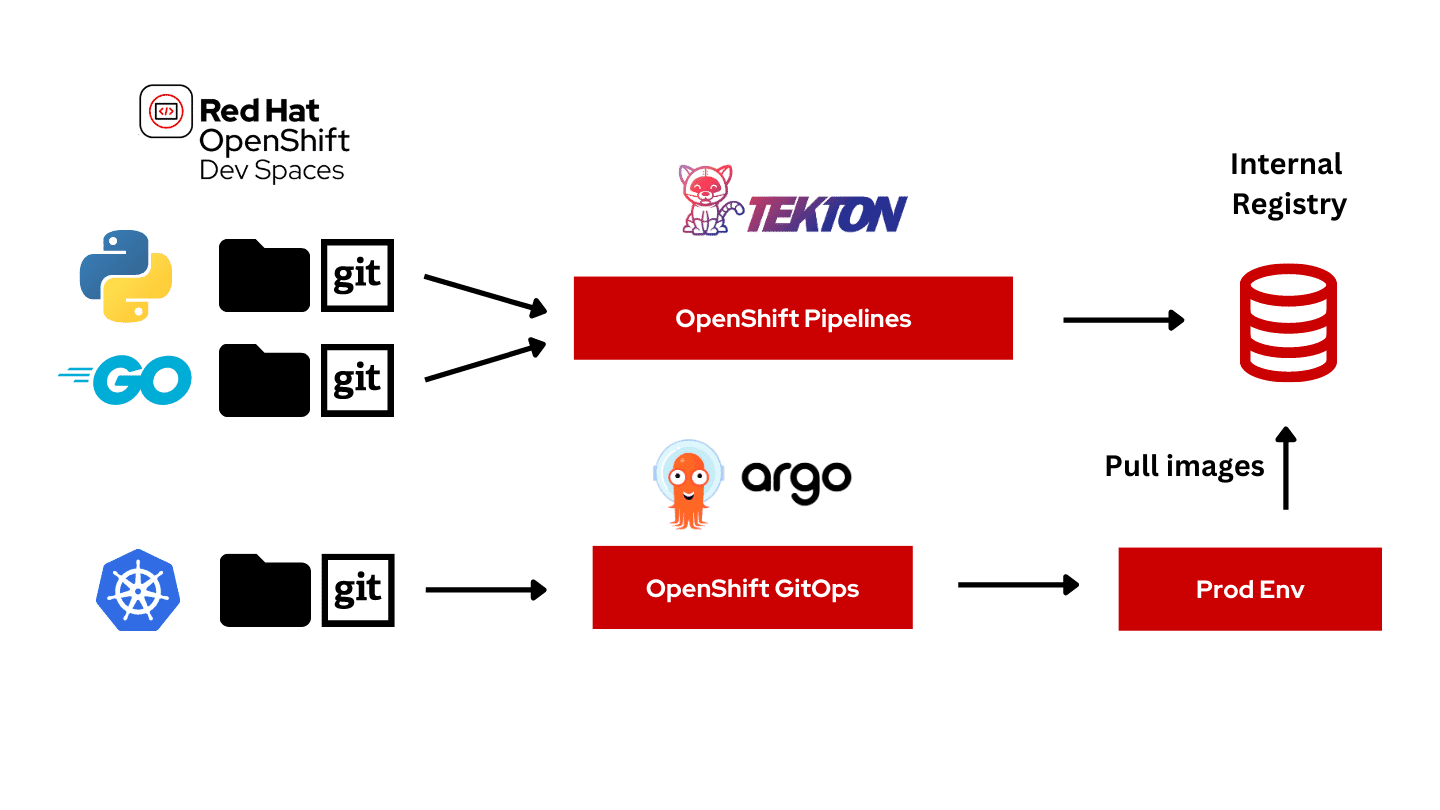 Red Hat
OpenShift
Dev Spaces
TEKTON
Internal
Registry
git
OpenShift Pipelines
GO
git
argo
Pull images
git
OpenShift GitOps
Prod Env